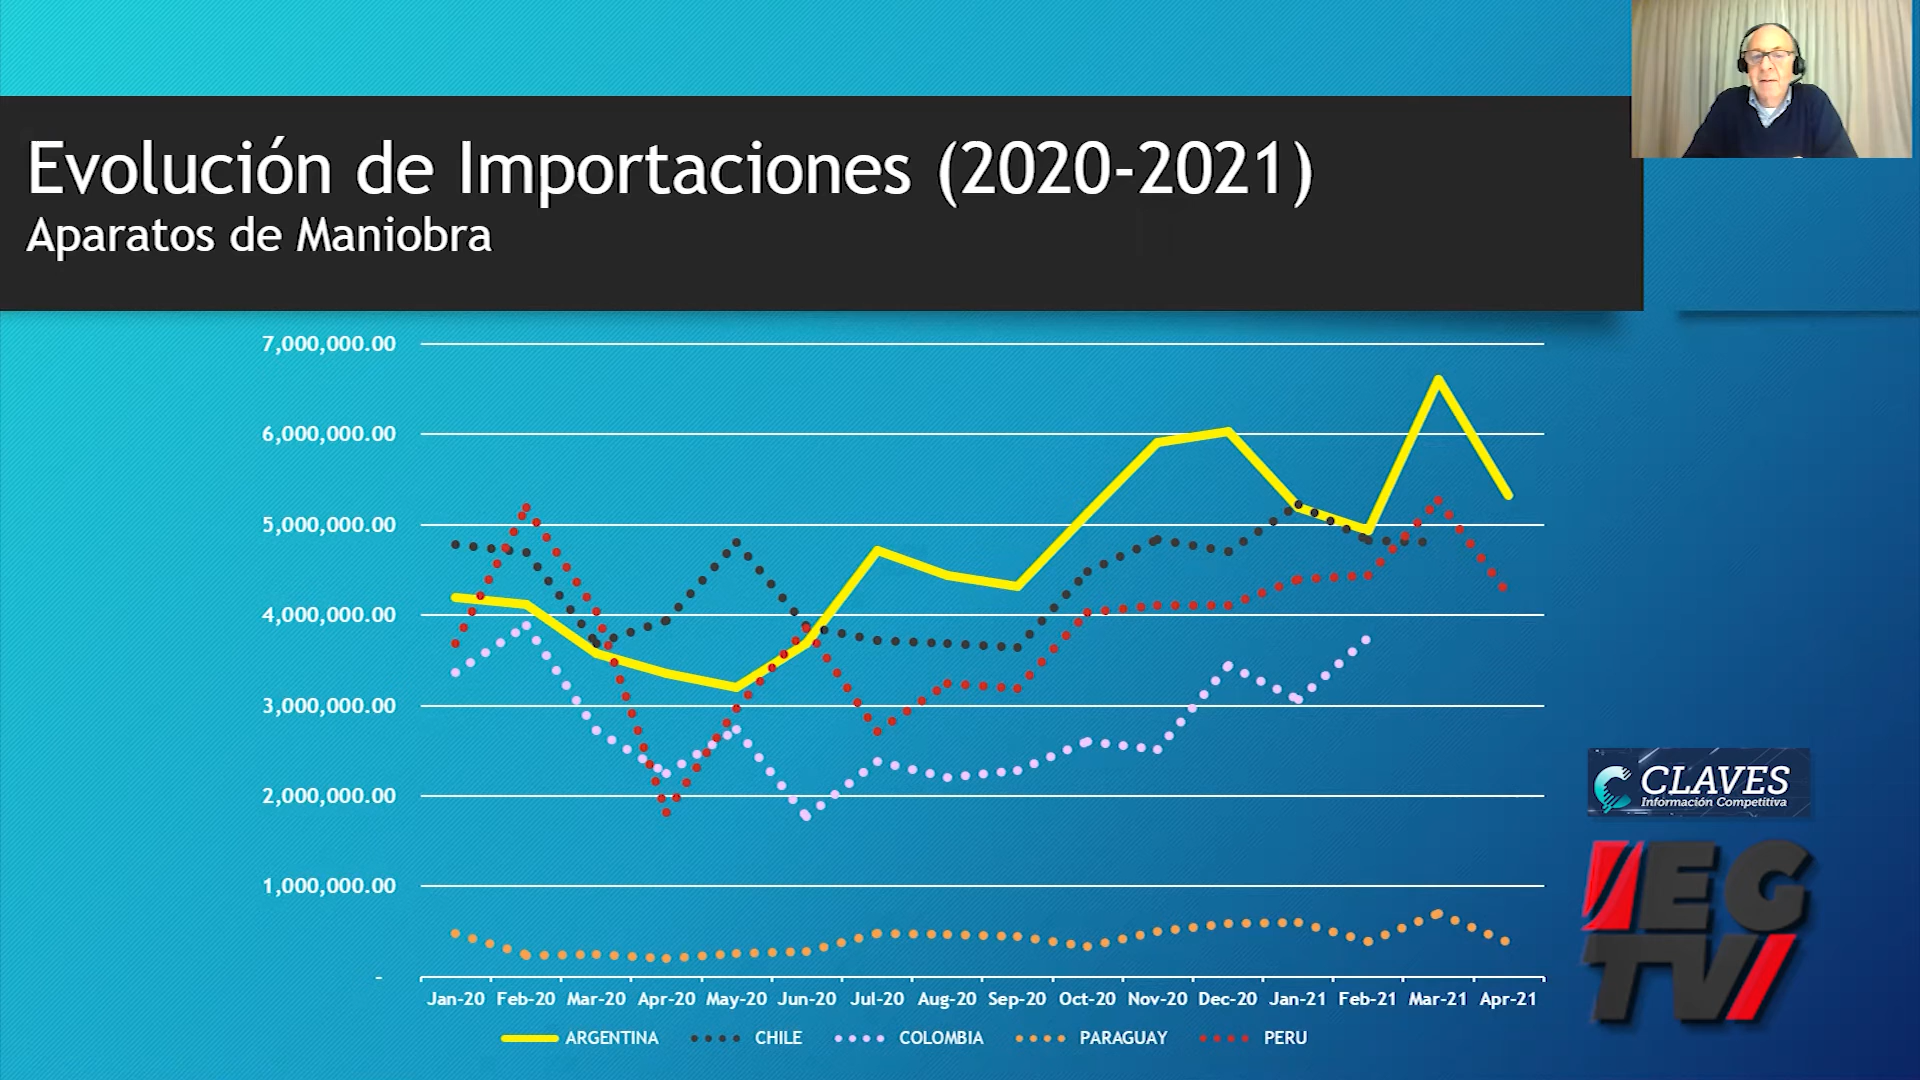 Evolución de Importaciones (2020-2021)
Aparatos de Maniobra
7,000,000.00
6,000,000.00
5,000,000.00
4,000,000.00
3,000,000.00
2,000,000.00
1,000,000.00
-
Jan-20 Feb-20 Mar-20 Apr-20 May-20 Jun-20 Jul-20 Aug-20 Sep-20 Oct-20 Nov-20 Dec-20 Jan-21 Feb-21 Mar-21 Apr-21
ARGENTINA CHILE COLOMBIA PARAGUAY PERU
CLAVES
Información Competitiva
EG
TV